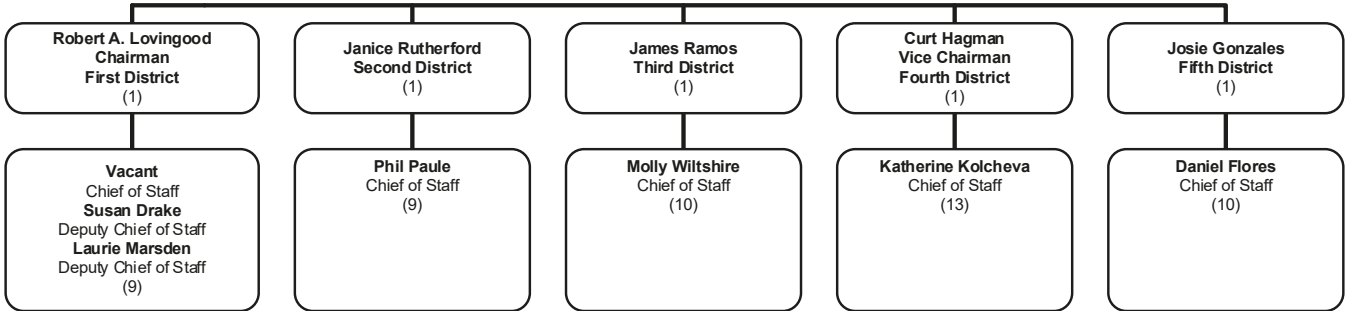 Robert A. Lovingood
Chairman
First District
(1)
Janice Rutherford
Second District
(1)
James Ramos
Third District
(1)
Curt Hagman
Vice Chairman
Fourth District
(1)
Josie Gonzales
Fifth District
(1)
Vacant
Chief of Staff
Susan Drake
Deputy Chief of Staff
Laurie Marsden
Deputy Chief of Staff
(9)
Phil Paule
Chief of Staff
(9)
Molly Wiltshire
Chief of Staff
(10)
Katherine Kolcheva
Chief of Staff
(13)
Daniel Flores
Chief of Staff
(10)